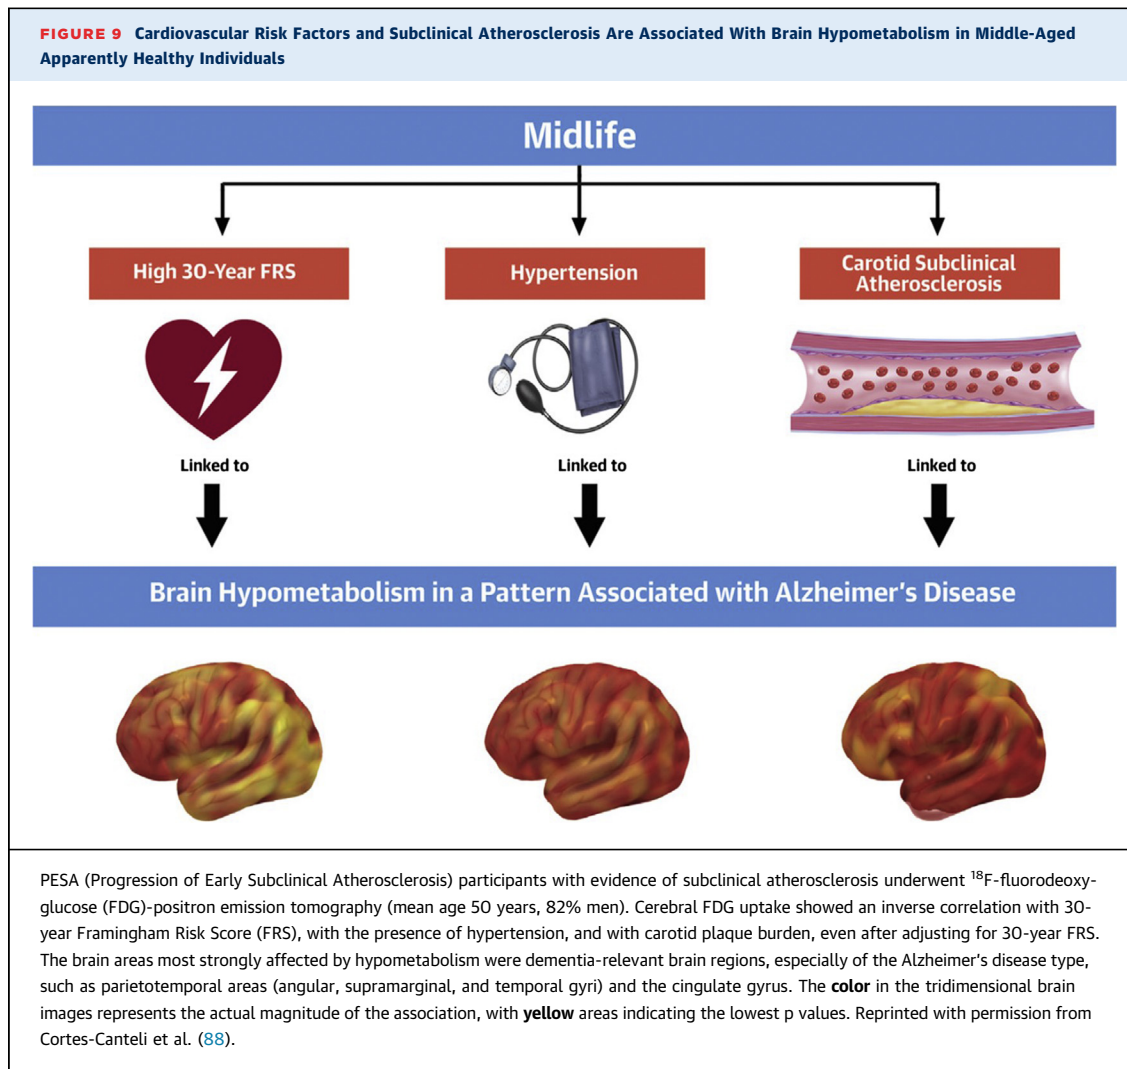 FIGURE 9 Cardiovascular Risk Factors and Subclinical Atherosclerosis Are Associated With Brain Hypometabolism in Middle-Aged
Apparently Healthy Individuals
Midlife
High 30-Year FRS
Hypertension
Carotid Subclinical
Atherosclerosis
Linked to
Linked to
Linked to
Brain Hypometabolism in a Pattern Associated with Alzheimer's Disease
PESA (Progression of Early Subclinical Atherosclerosis) participants with evidence of subclinical atherosclerosis underwent ¹⁸F-fluorodeoxy-
glucose (FDG)-positron emission tomography (mean age 50 years, 82% men). Cerebral FDG uptake showed an inverse correlation with 30-
year Framingham Risk Score (FRS), with the presence of hypertension, and with carotid plaque burden, even after adjusting for 30-year FRS.
The brain areas most strongly affected by hypometabolism were dementia-relevant brain regions, especially of the Alzheimer's disease type,
such as parietotemporal areas (angular, supramarginal, and temporal gyri) and the cingulate gyrus. The color in the tridimensional brain
images represents the actual magnitude of the association, with yellow areas indicating the lowest p values. Reprinted with permission from
Cortes-Canteli et al. (88).